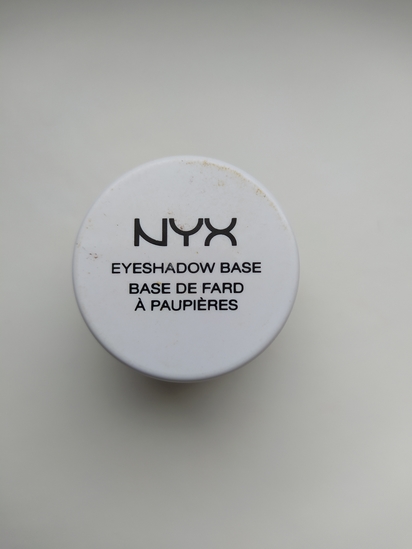 NYX
EYESHADOW BASE
BASE DE FARD
À PAUPIÈRES